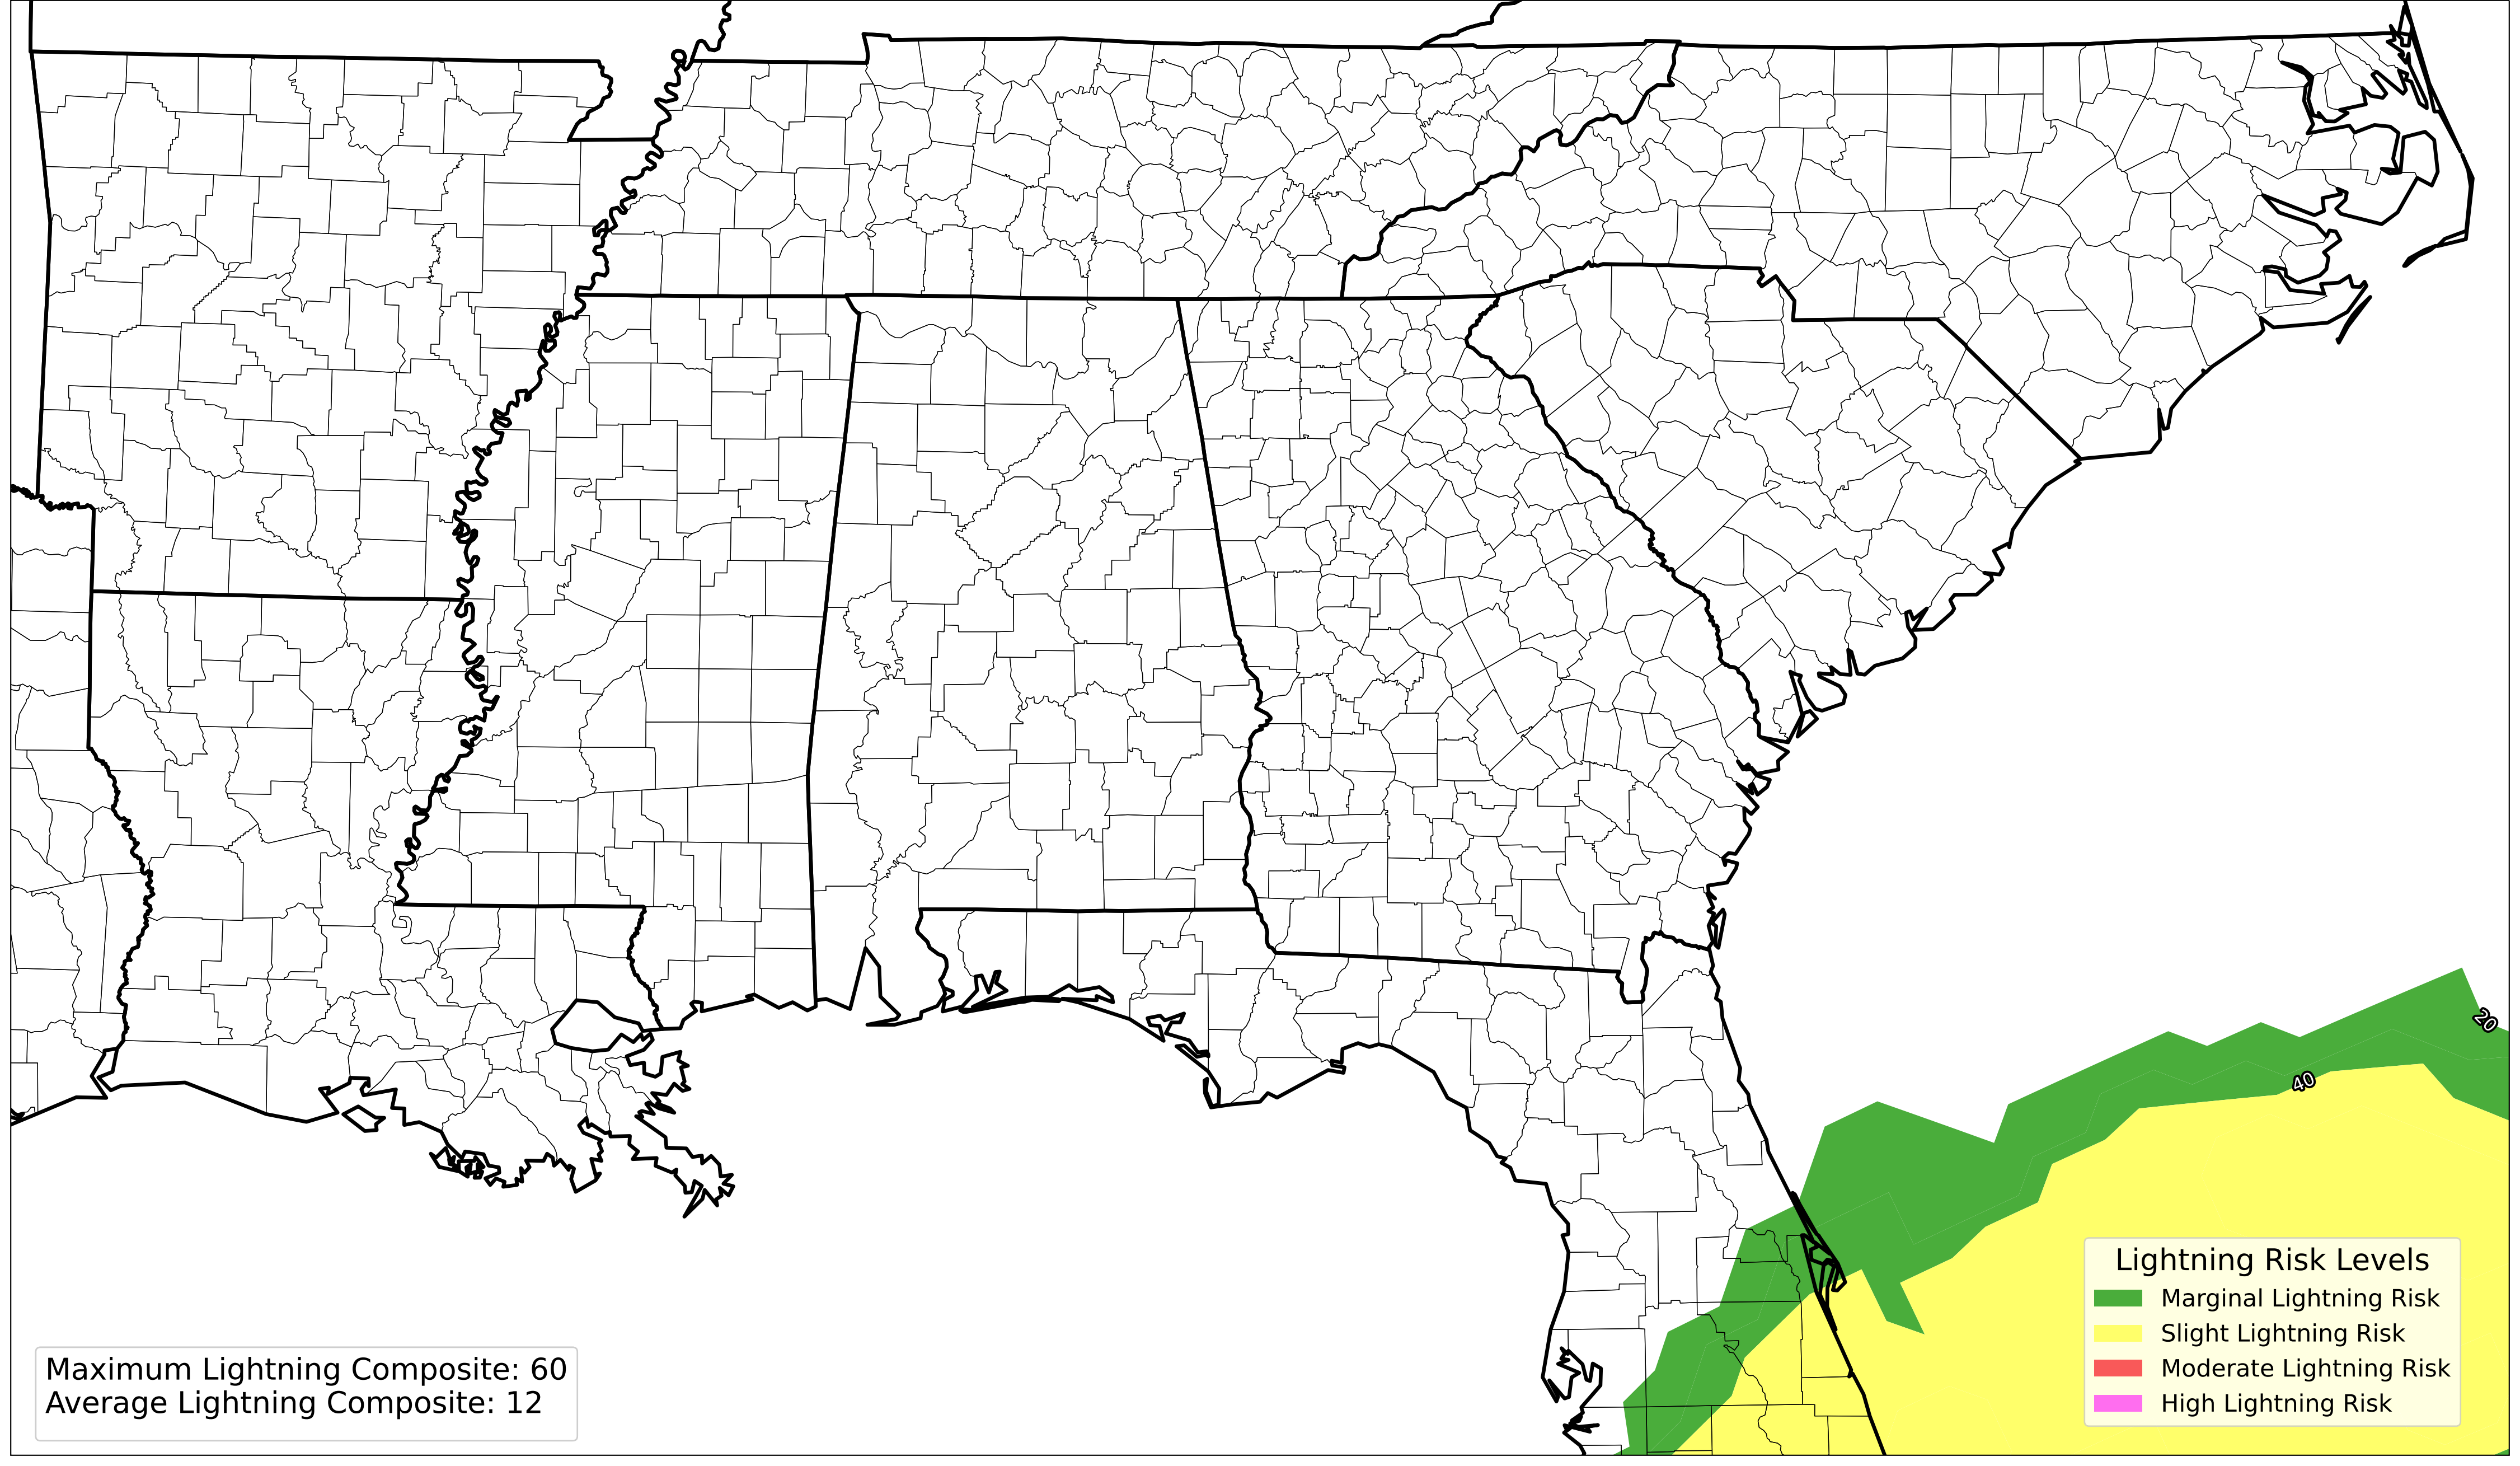 20
40
Lightning Risk Levels
Marginal Lightning Risk
Slight Lightning Risk
Moderate Lightning Risk
High Lightning Risk
Maximum Lightning Composite: 60
Average Lightning Composite: 12